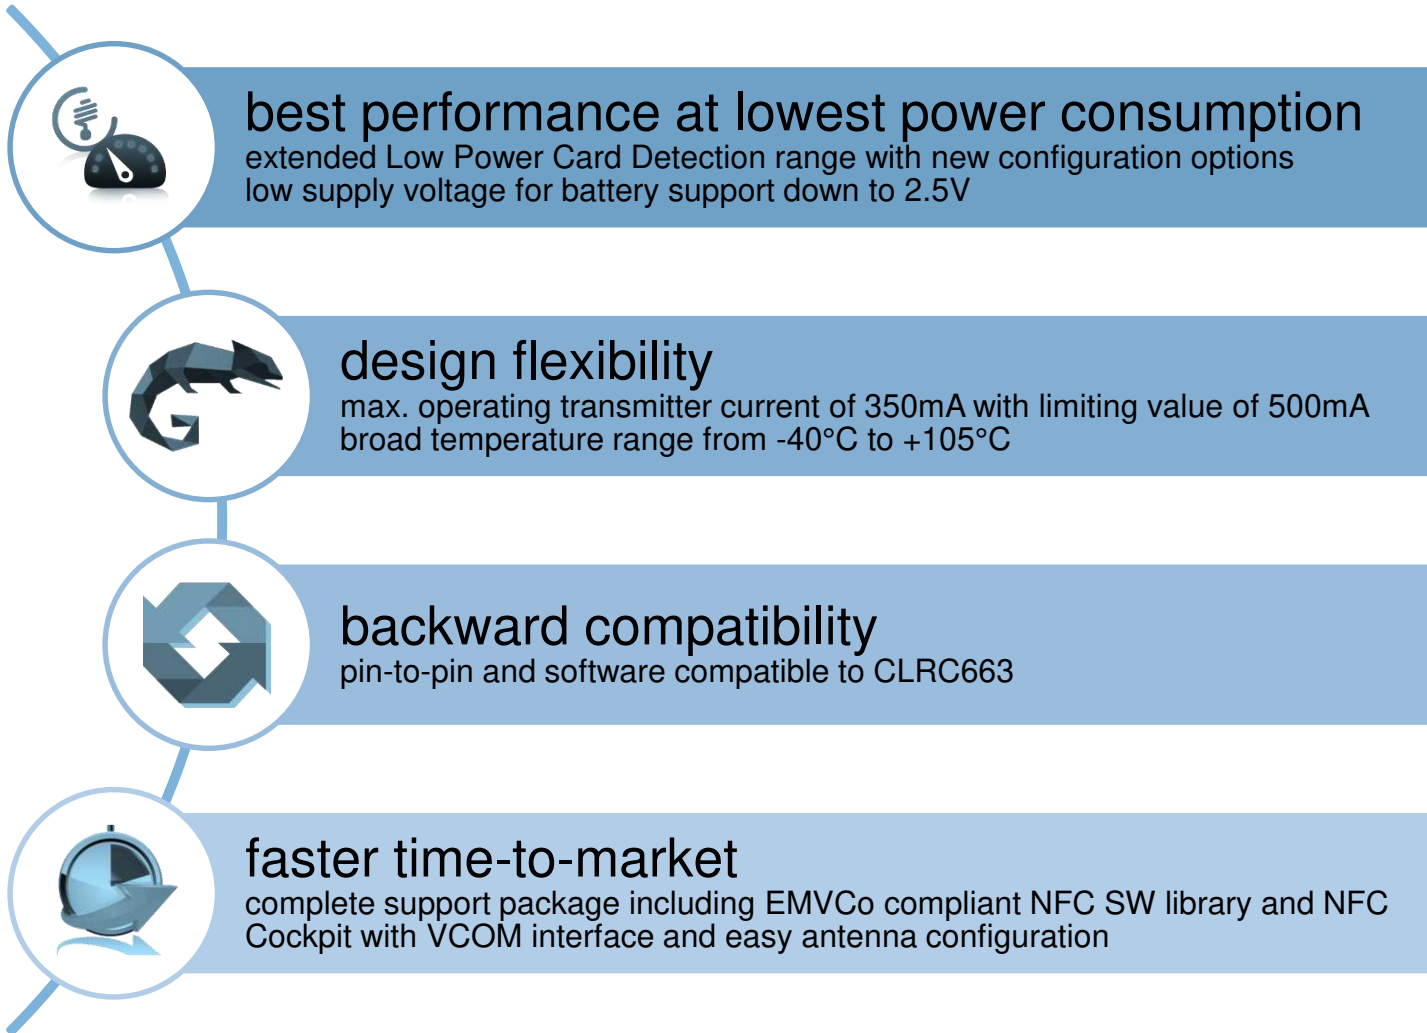 best performance at lowest power consumption
extended Low Power Card Detection range with new configuration options
low supply voltage for battery support down to 2.5V
design flexibility
max. operating transmitter current of 350mA with limiting value of 500mA
broad temperature range from -40°C to +105°C
backward compatibility
pin-to-pin and software compatible to CLRC663
faster time-to-market
complete support package including EMVCo compliant NFC SW library and NFC
Cockpit with VCOM interface and easy antenna configuration